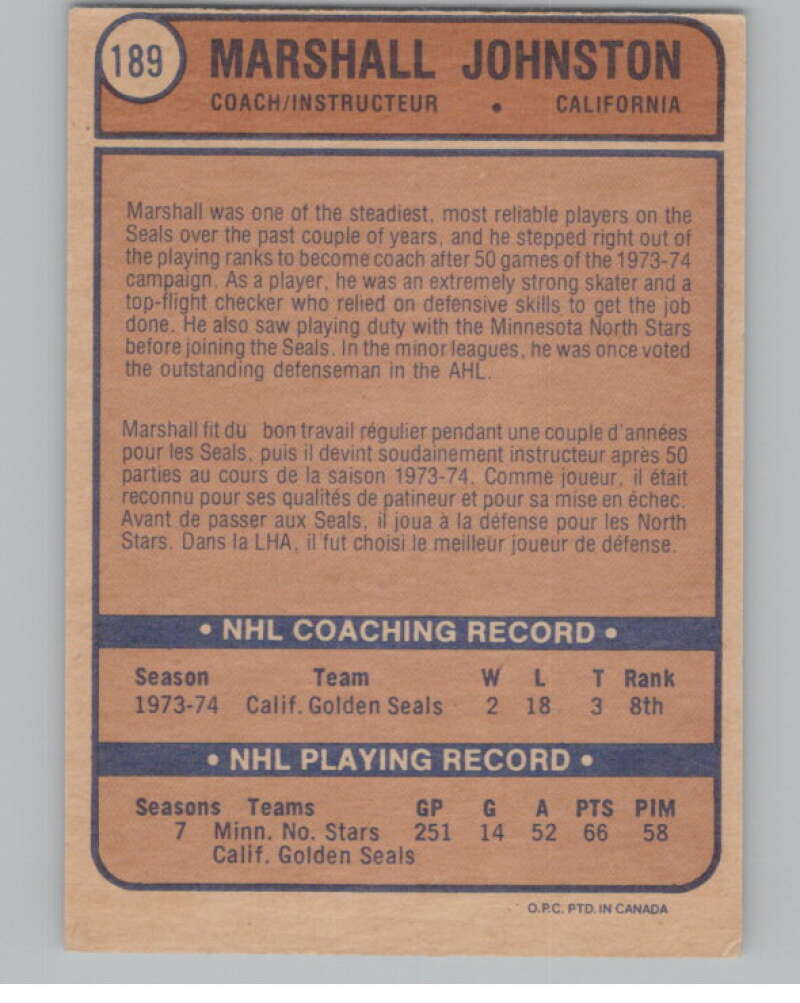 189
MARSHALL JOHNSTON
COACH/INSTRUCTEUR • CALIFORNIA
Marshall was one of the steadiest, most reliable players on the
Seals over the past couple of years, and he stepped right out of
the playing ranks to become coach after 50 games of the 1973-74
campaign. As a player, he was an extremely strong skater and a
top-flight checker who relied on defensive skills to get the job
done. He also saw playing duty with the Minnesota North Stars
before joining the Seals. In the minor leagues, he was once voted
the outstanding defenseman in the AHL.
Marshall fit du bon travail régulier pendant une couple d'années
pour les Seals, puis il devint soudainement instructeur après 50
parties au cours de la saison 1973-74. Comme joueur, il était
reconnu pour ses qualités de patineur et pour sa mise en échec.
Avant de passer aux Seals, il joua à la défense pour les North
Stars. Dans la LHA, il fut choisi le meilleur joueur de défense.
• NHL COACHING RECORD •
Season Team W L T Rank
1973-74 Calif. Golden Seals 2 18 3 8th
• NHL PLAYING RECORD •
Seasons Teams GP G A PTS PIM
7 Minn. No. Stars 251 14 52 66 58
Calif. Golden Seals
O.P.C. PTD. IN CANADA